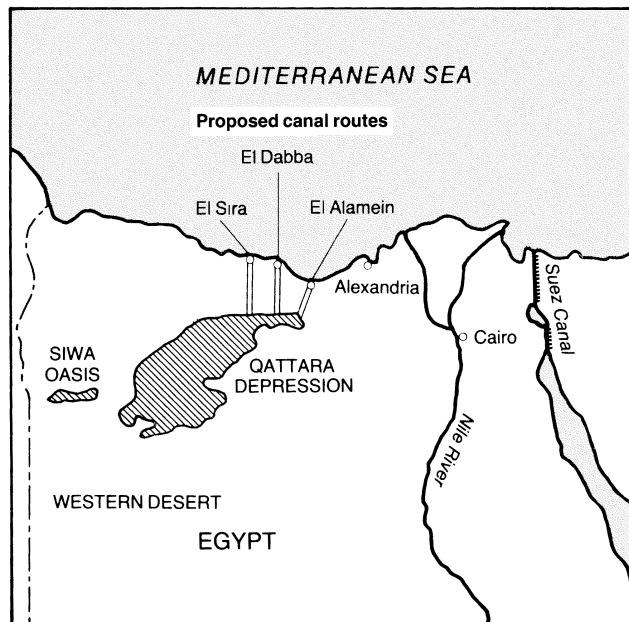 MEDITERRANEAN SEA
Proposed canal routes
El Dabba
El Sira
El Alamein
Alexandria
Suez Canal
Cairo
SIWA
OASIS
QATTARA
DEPRESSION
Nile River
WESTERN DESERT
EGYPT